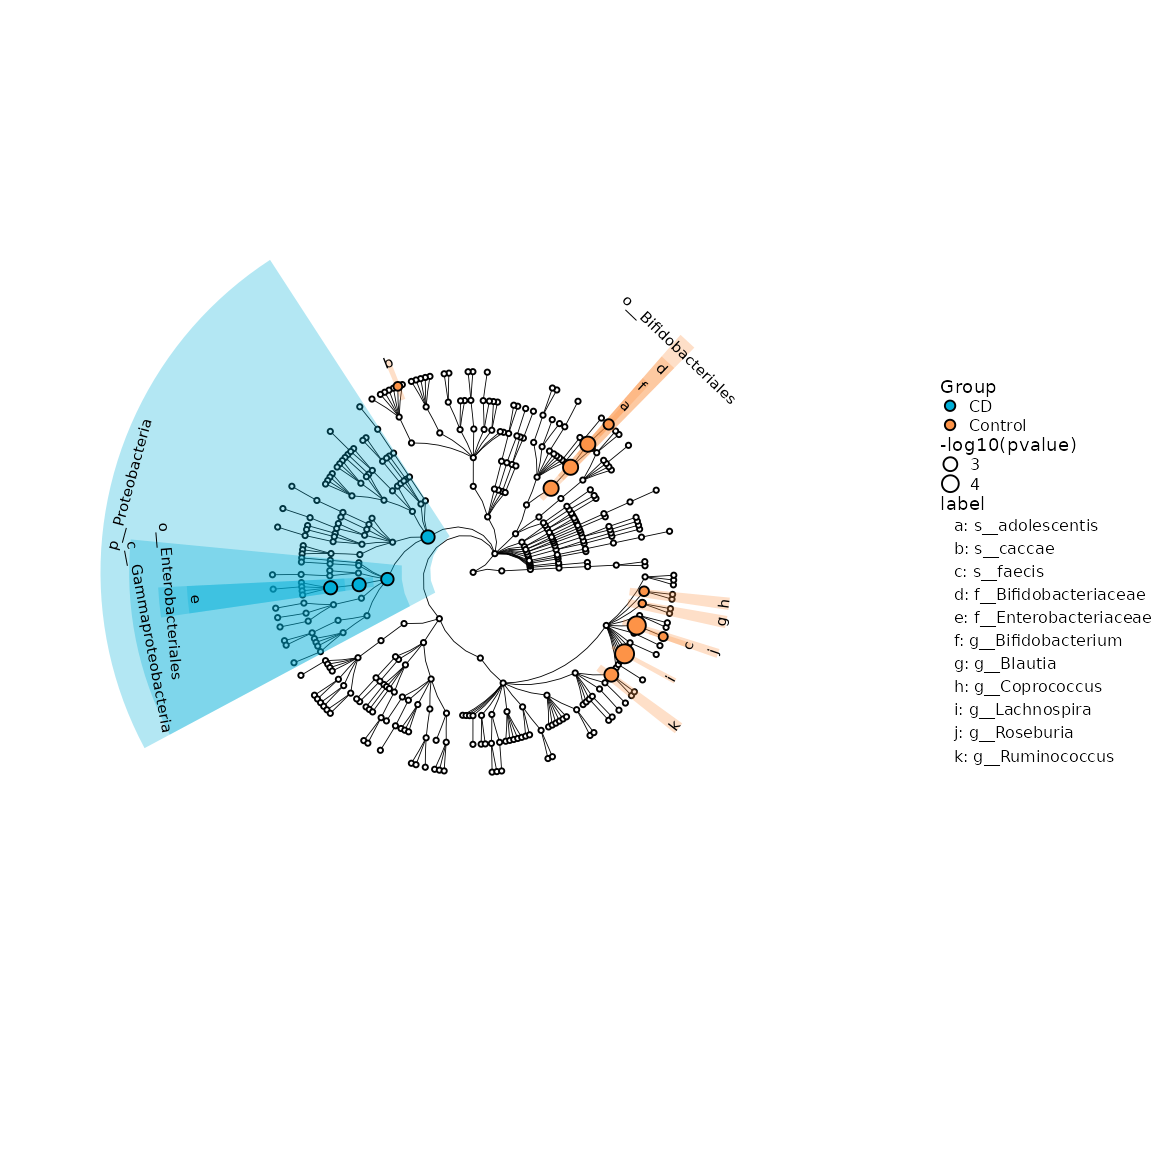 o__Bifidobacteriales
b
d
f
a
p__Proteobacteria
c__Gammaproteobacteria
o__Enterobacteriales
e
h
g
c
j
i
k
Group
CD
Control
-log10(pvalue)
3
4
label
a: s__adolescentis
b: s__caccae
c: s__faecis
d: f__Bifidobacteriaceae
e: f__Enterobacteriaceae
f: g__Bifidobacterium
g: g__Blautia
h: g__Coprococcus
i: g__Lachnospira
j: g__Roseburia
k: g__Ruminococcus